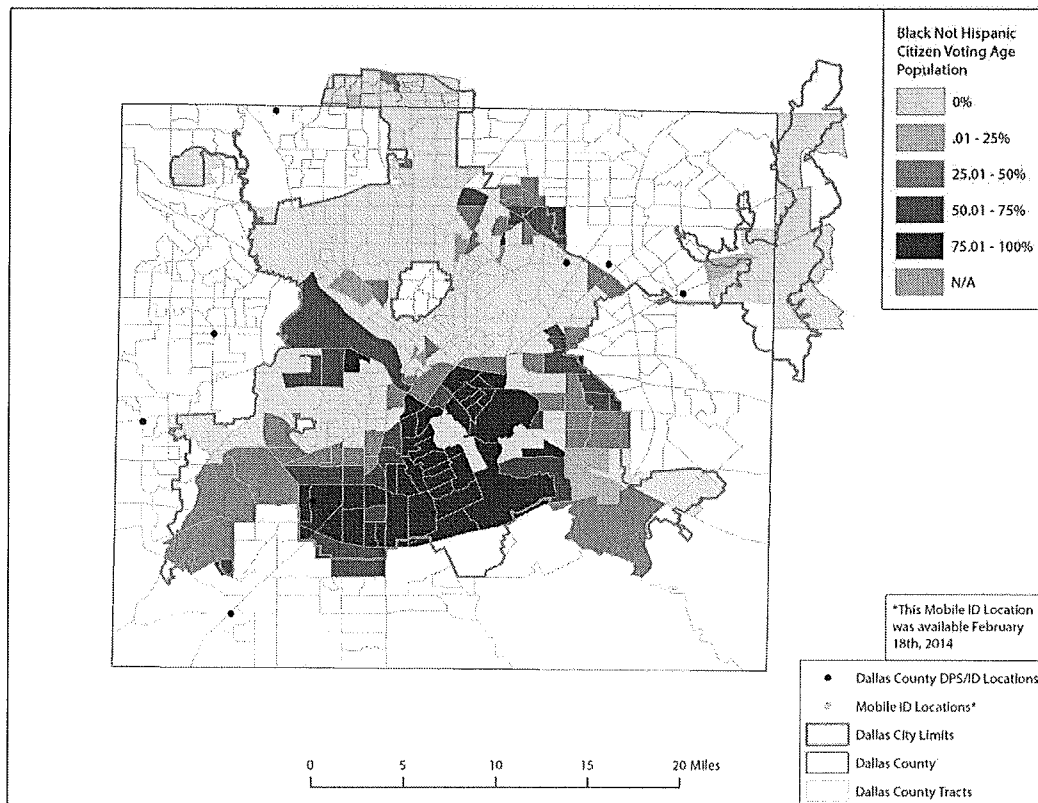 Black Not Hispanic
Citizen Voting Age
Population
0%
.01 - 25%
25.01 - 50%
50.01 - 75%
75.01 - 100%
N/A
*This Mobile ID Location
was available February
18th, 2014
Dallas County DPS/ID Locations
Mobile ID Locations*
Dallas City Limits
Dallas County
Dallas County Tracts
0 5 10 15 20 Miles